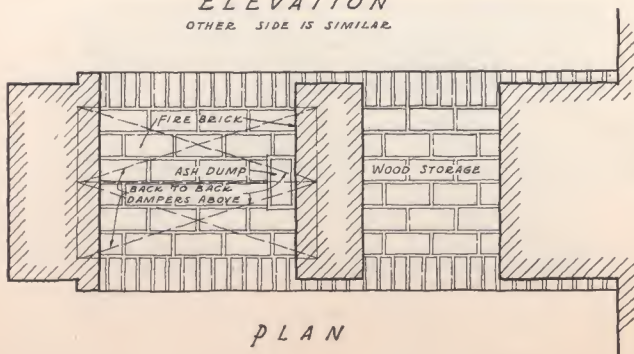 ELEVATION
OTHER SIDE IS SIMILAR
FIRE BRICK
ASH DUMP
WOOD STORAGE
BACK TO BACK
DAMPERS ABOVE
PLAN